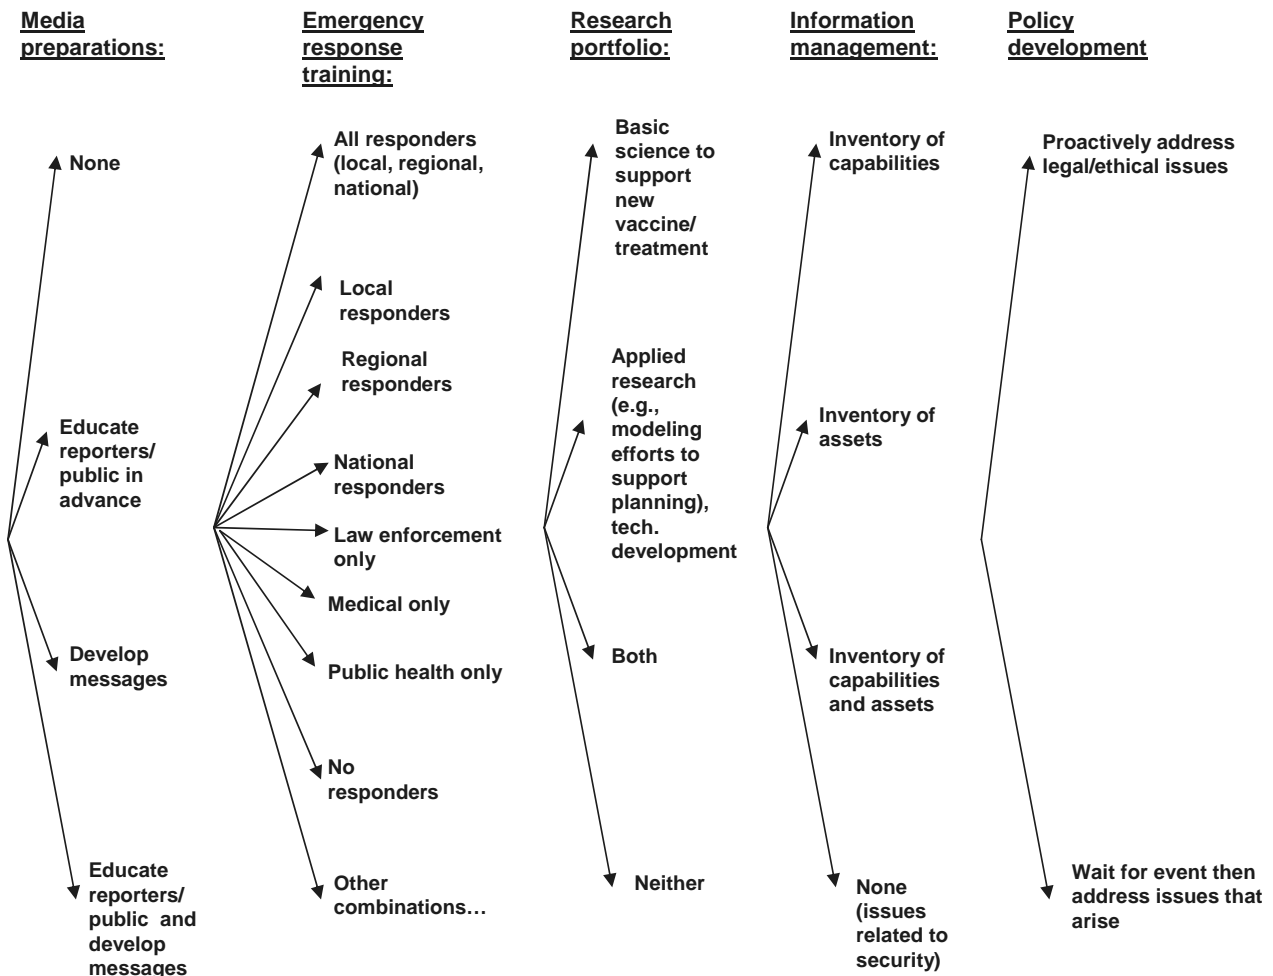 Media
preparations:
Emergency
response
training:
Research
portfolio:
Information
management:
Policy
development
None
Educate
reporters/
public in
advance
Develop
messages
Educate
reporters/
public and
develop
messages
All responders
(local, regional,
national)
Local
responders
Regional
responders
National
responders
Law enforcement
only
Medical only
Public health only
No
responders
Other
combinations…
Basic
science to
support
new
vaccine/
treatment
Applied
research
(e.g.,
modeling
efforts to
support
planning),
tech.
development
Both
Neither
Inventory of
capabilities
Inventory of
assets
Inventory of
capabilities
and assets
None
(issues
related to
security)
Proactively address
legal/ethical issues
Wait for event then
address issues that
arise